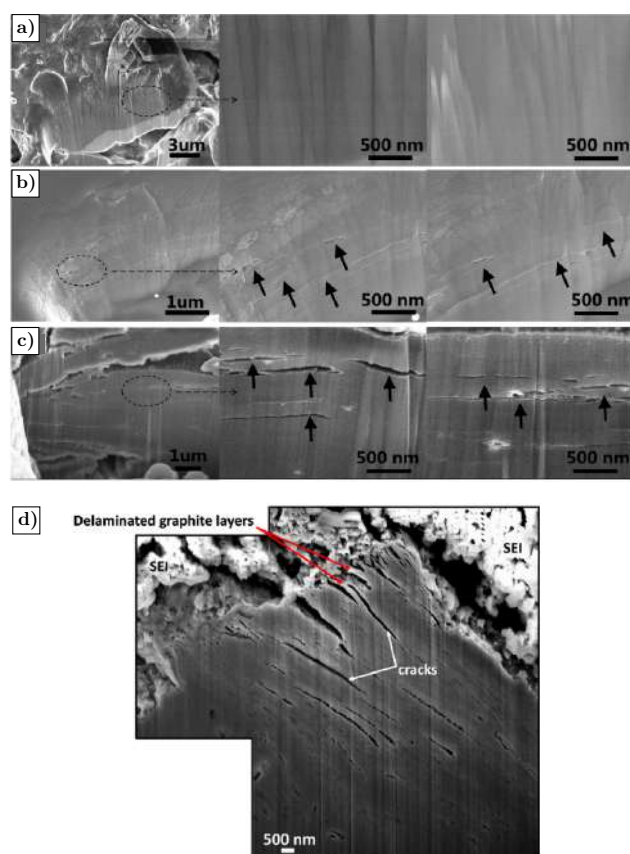 a)
3um
500 nm
500 nm
b)
1um
500 nm
500 nm
c)
1um
500 nm
500 nm
d)
Delaminated graphite layers
SEI
SEI
cracks
500 nm